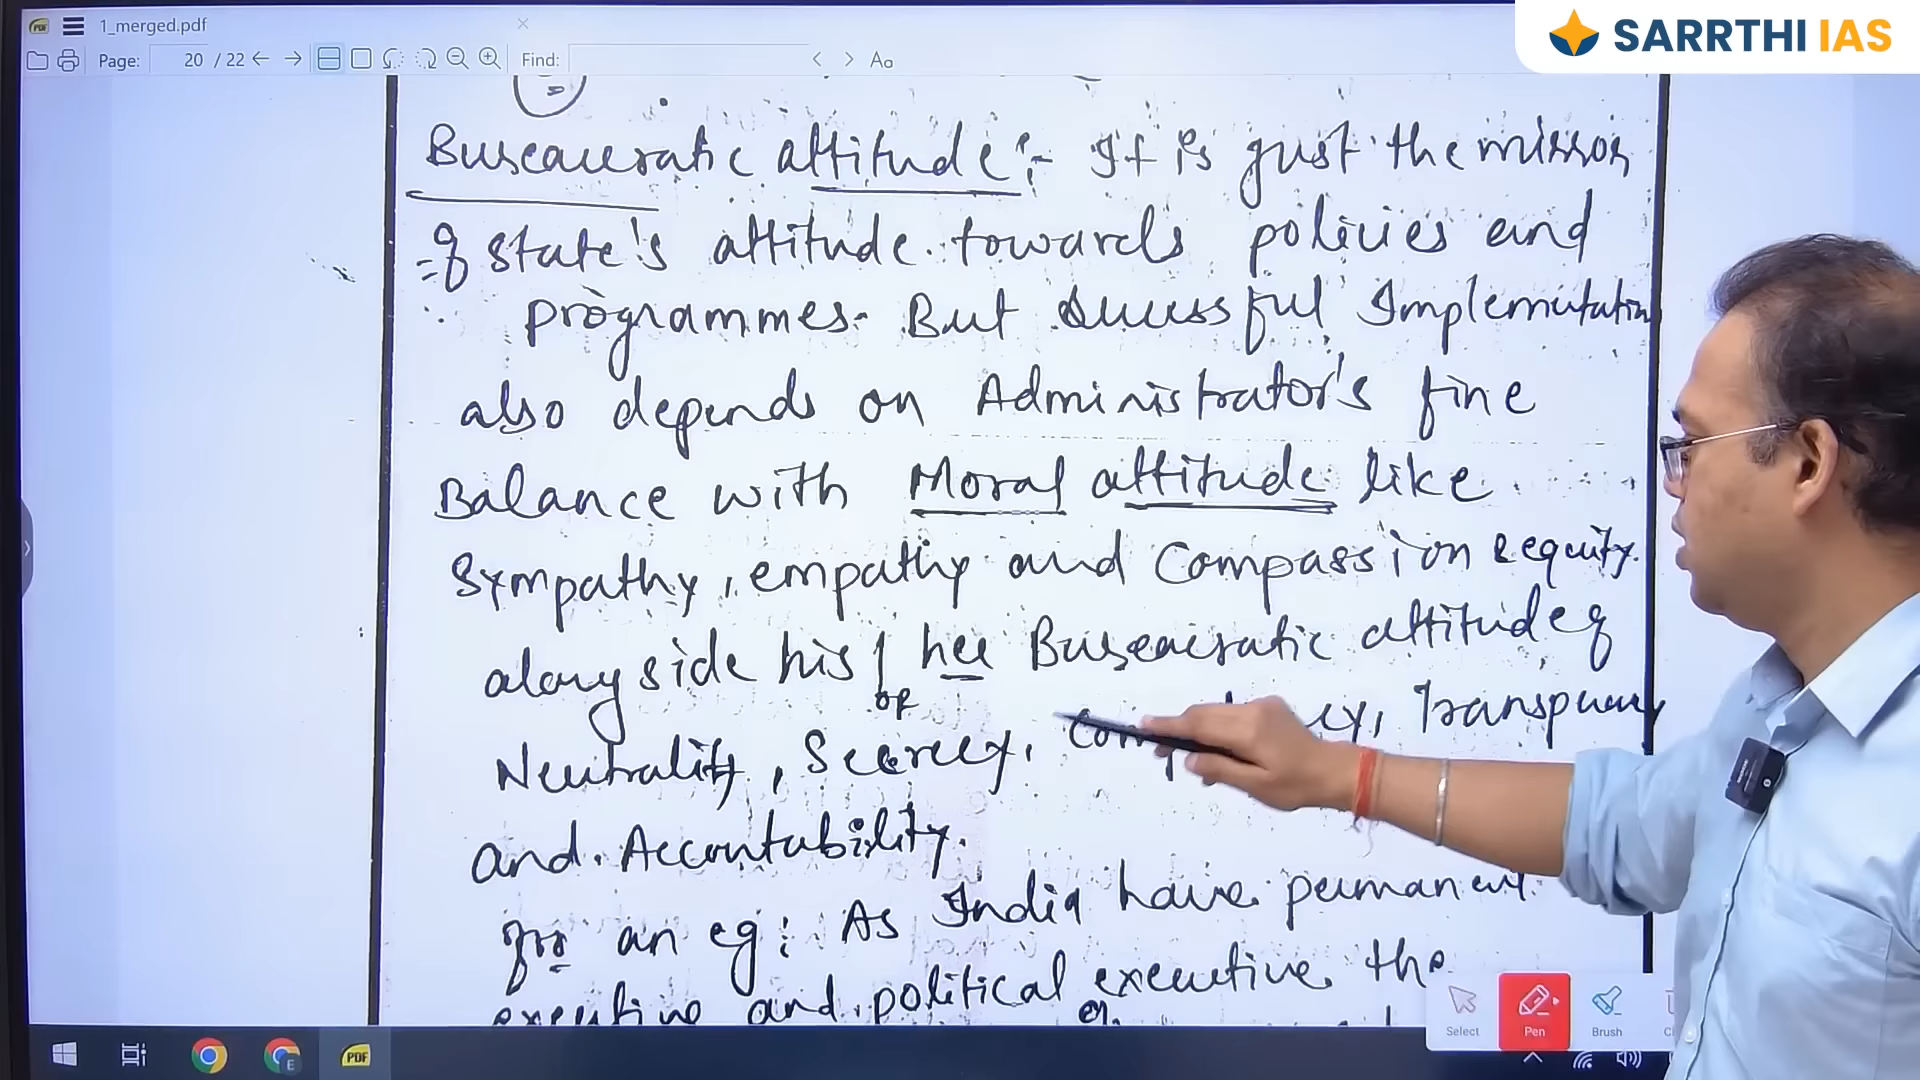 1_merged.pdf
SARRTHI IAS
Page: 20 / 22 Find: Aa
Bureaucratic attitude :- It is just the mirror
of state's attitude towards policies and
programmes. But successful Implementation
also depends on Administrator's fine
Balance with Moral attitude like
Sympathy, empathy and Compassion & equity.
alongside his / her Bureaucratic attitude of
or
Neutrality, Secrecy, Transparency
and Accountability.
for an eg: As India have permanent
executive and political executive the
Select Pen Brush
PDF